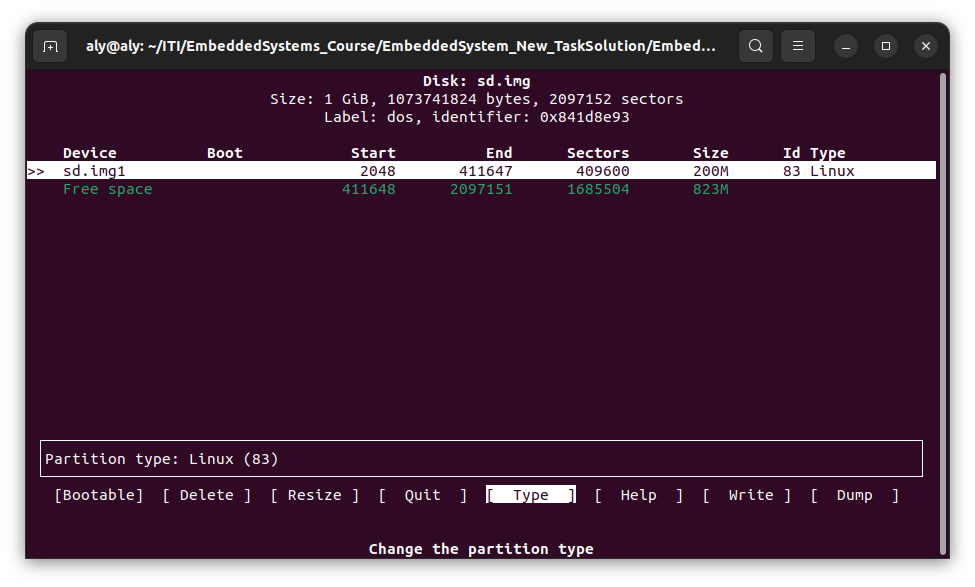 aly@aly: ~/ITI/EmbeddedSystems_Course/EmbeddedSystem_New_TaskSolution/Embed...
Disk: sd.img
Size: 1 GiB, 1073741824 bytes, 2097152 sectors
Label: dos, identifier: 0x841d8e93
Device Boot Start End Sectors Size Id Type
>> sd.img1 2048 411647 409600 200M 83 Linux
Free space 411648 2097151 1685504 823M
Partition type: Linux (83)
[Bootable] [ Delete ] [ Resize ] [ Quit ] [ Type ] [ Help ] [ Write ] [ Dump ]
Change the partition type